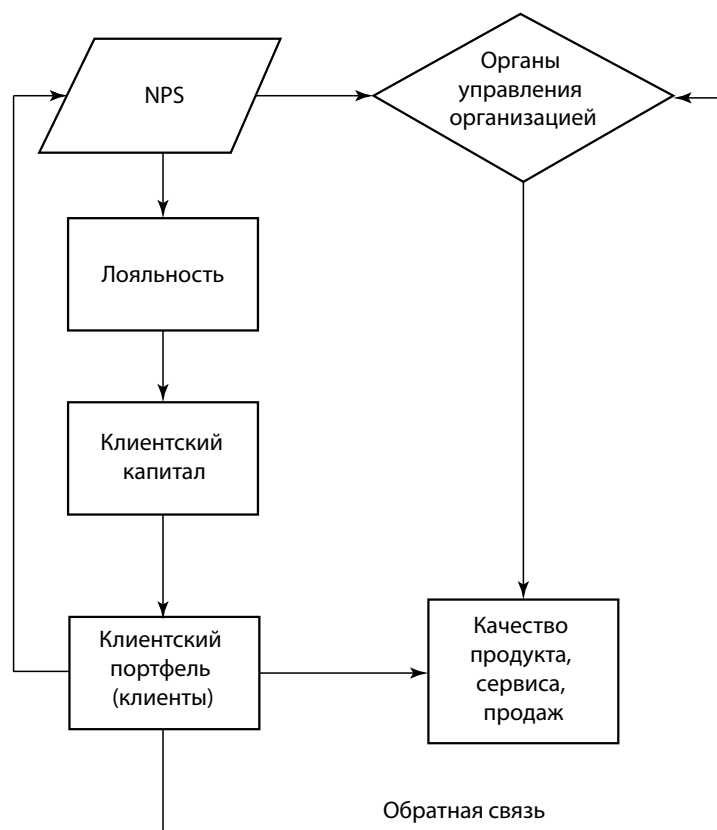 NPS
Органы
управления
организацией
Лояльность
Клиентский
капитал
Клиентский
портфель
(клиенты)
Качество
продукта,
сервиса,
продаж
Обратная связь